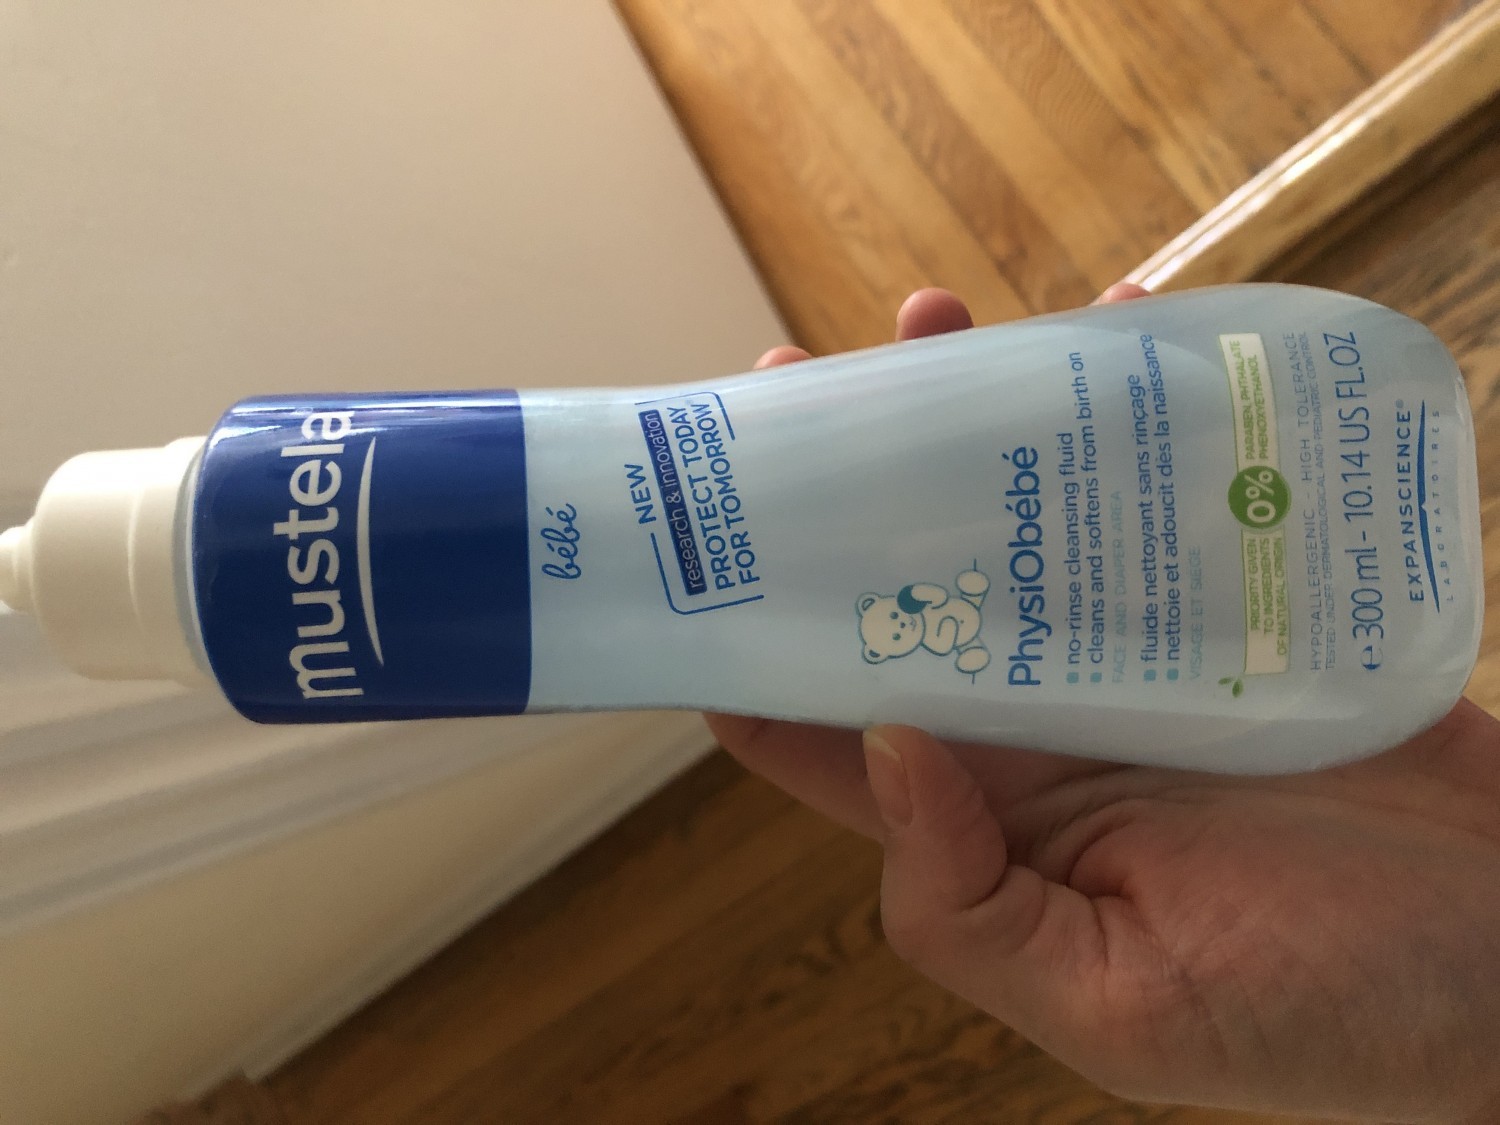 mustela
bébé
NEW
research & innovation
PROTECT TODAY
FOR TOMORROW
PhysiObébé
no-rinse cleansing fluid
cleans and softens from birth on
FACE AND DIAPER AREA
fluide nettoyant sans rinçage
nettoie et adoucit dès la naissance
VISAGE ET SIÈGE
PRIORITY GIVEN
TO INGREDIENTS
OF NATURAL ORIGIN
0%
PARABEN, PHTHALATE
PHENOXYETHANOL
HYPOALLERGENIC - HIGH TOLERANCE
TESTED UNDER DERMATOLOGICAL AND PEDIATRIC CONTROL
℮ 300 ml - 10.14 US FL.OZ
EXPANSCIENCE®
LABORATOIRES